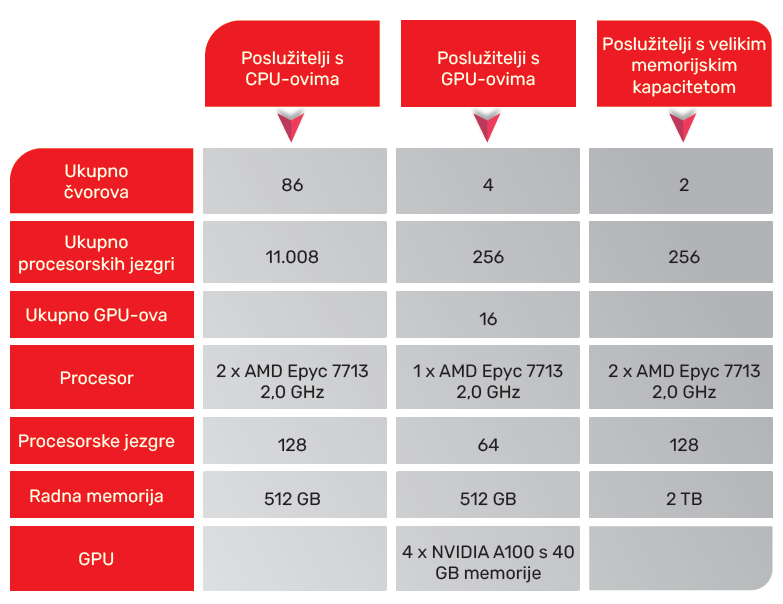 Poslužitelji s
CPU-ovima
Poslužitelji s
GPU-ovima
Poslužitelji s velikim
memorijskim
kapacitetom
Ukupno
čvorova
86
4
2
Ukupno
procesorskih jezgri
11.008
256
256
Ukupno GPU-ova
16
Procesor
2 x AMD Epyc 7713
2,0 GHz
1 x AMD Epyc 7713
2,0 GHz
2 x AMD Epyc 7713
2,0 GHz
Procesorske jezgre
128
64
128
Radna memorija
512 GB
512 GB
2 TB
GPU
4 x NVIDIA A100 s 40
GB memorije